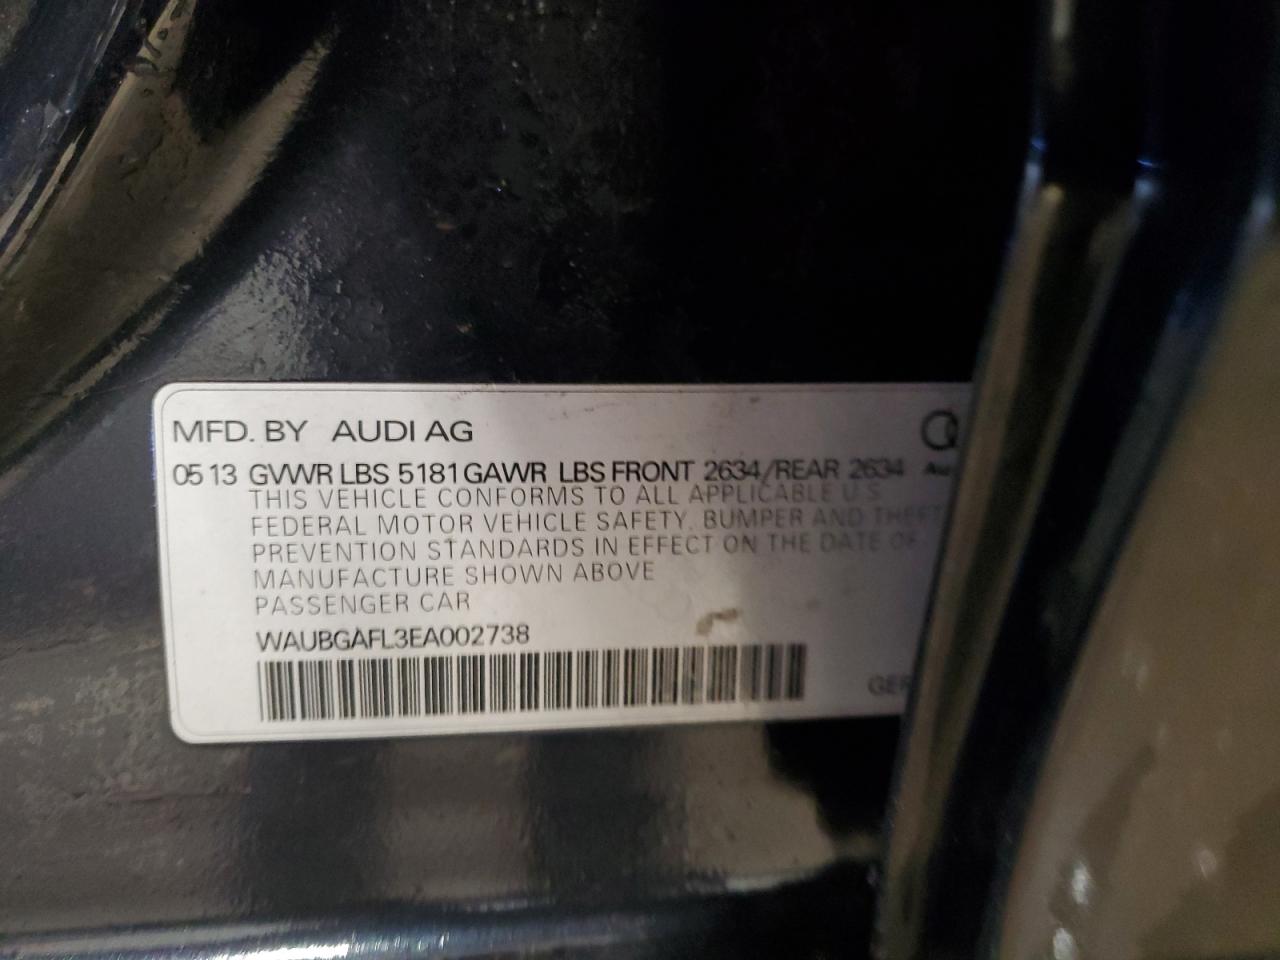 MFD. BY AUDI AG
05 13 GVWR LBS 5181 GAWR LBS FRONT 2634/REAR 2634
THIS VEHICLE CONFORMS TO ALL APPLICABLE U.S.
FEDERAL MOTOR VEHICLE SAFETY, BUMPER AND THEFT
PREVENTION STANDARDS IN EFFECT ON THE DATE OF
MANUFACTURE SHOWN ABOVE
PASSENGER CAR
WAUBGAFL3EA002738